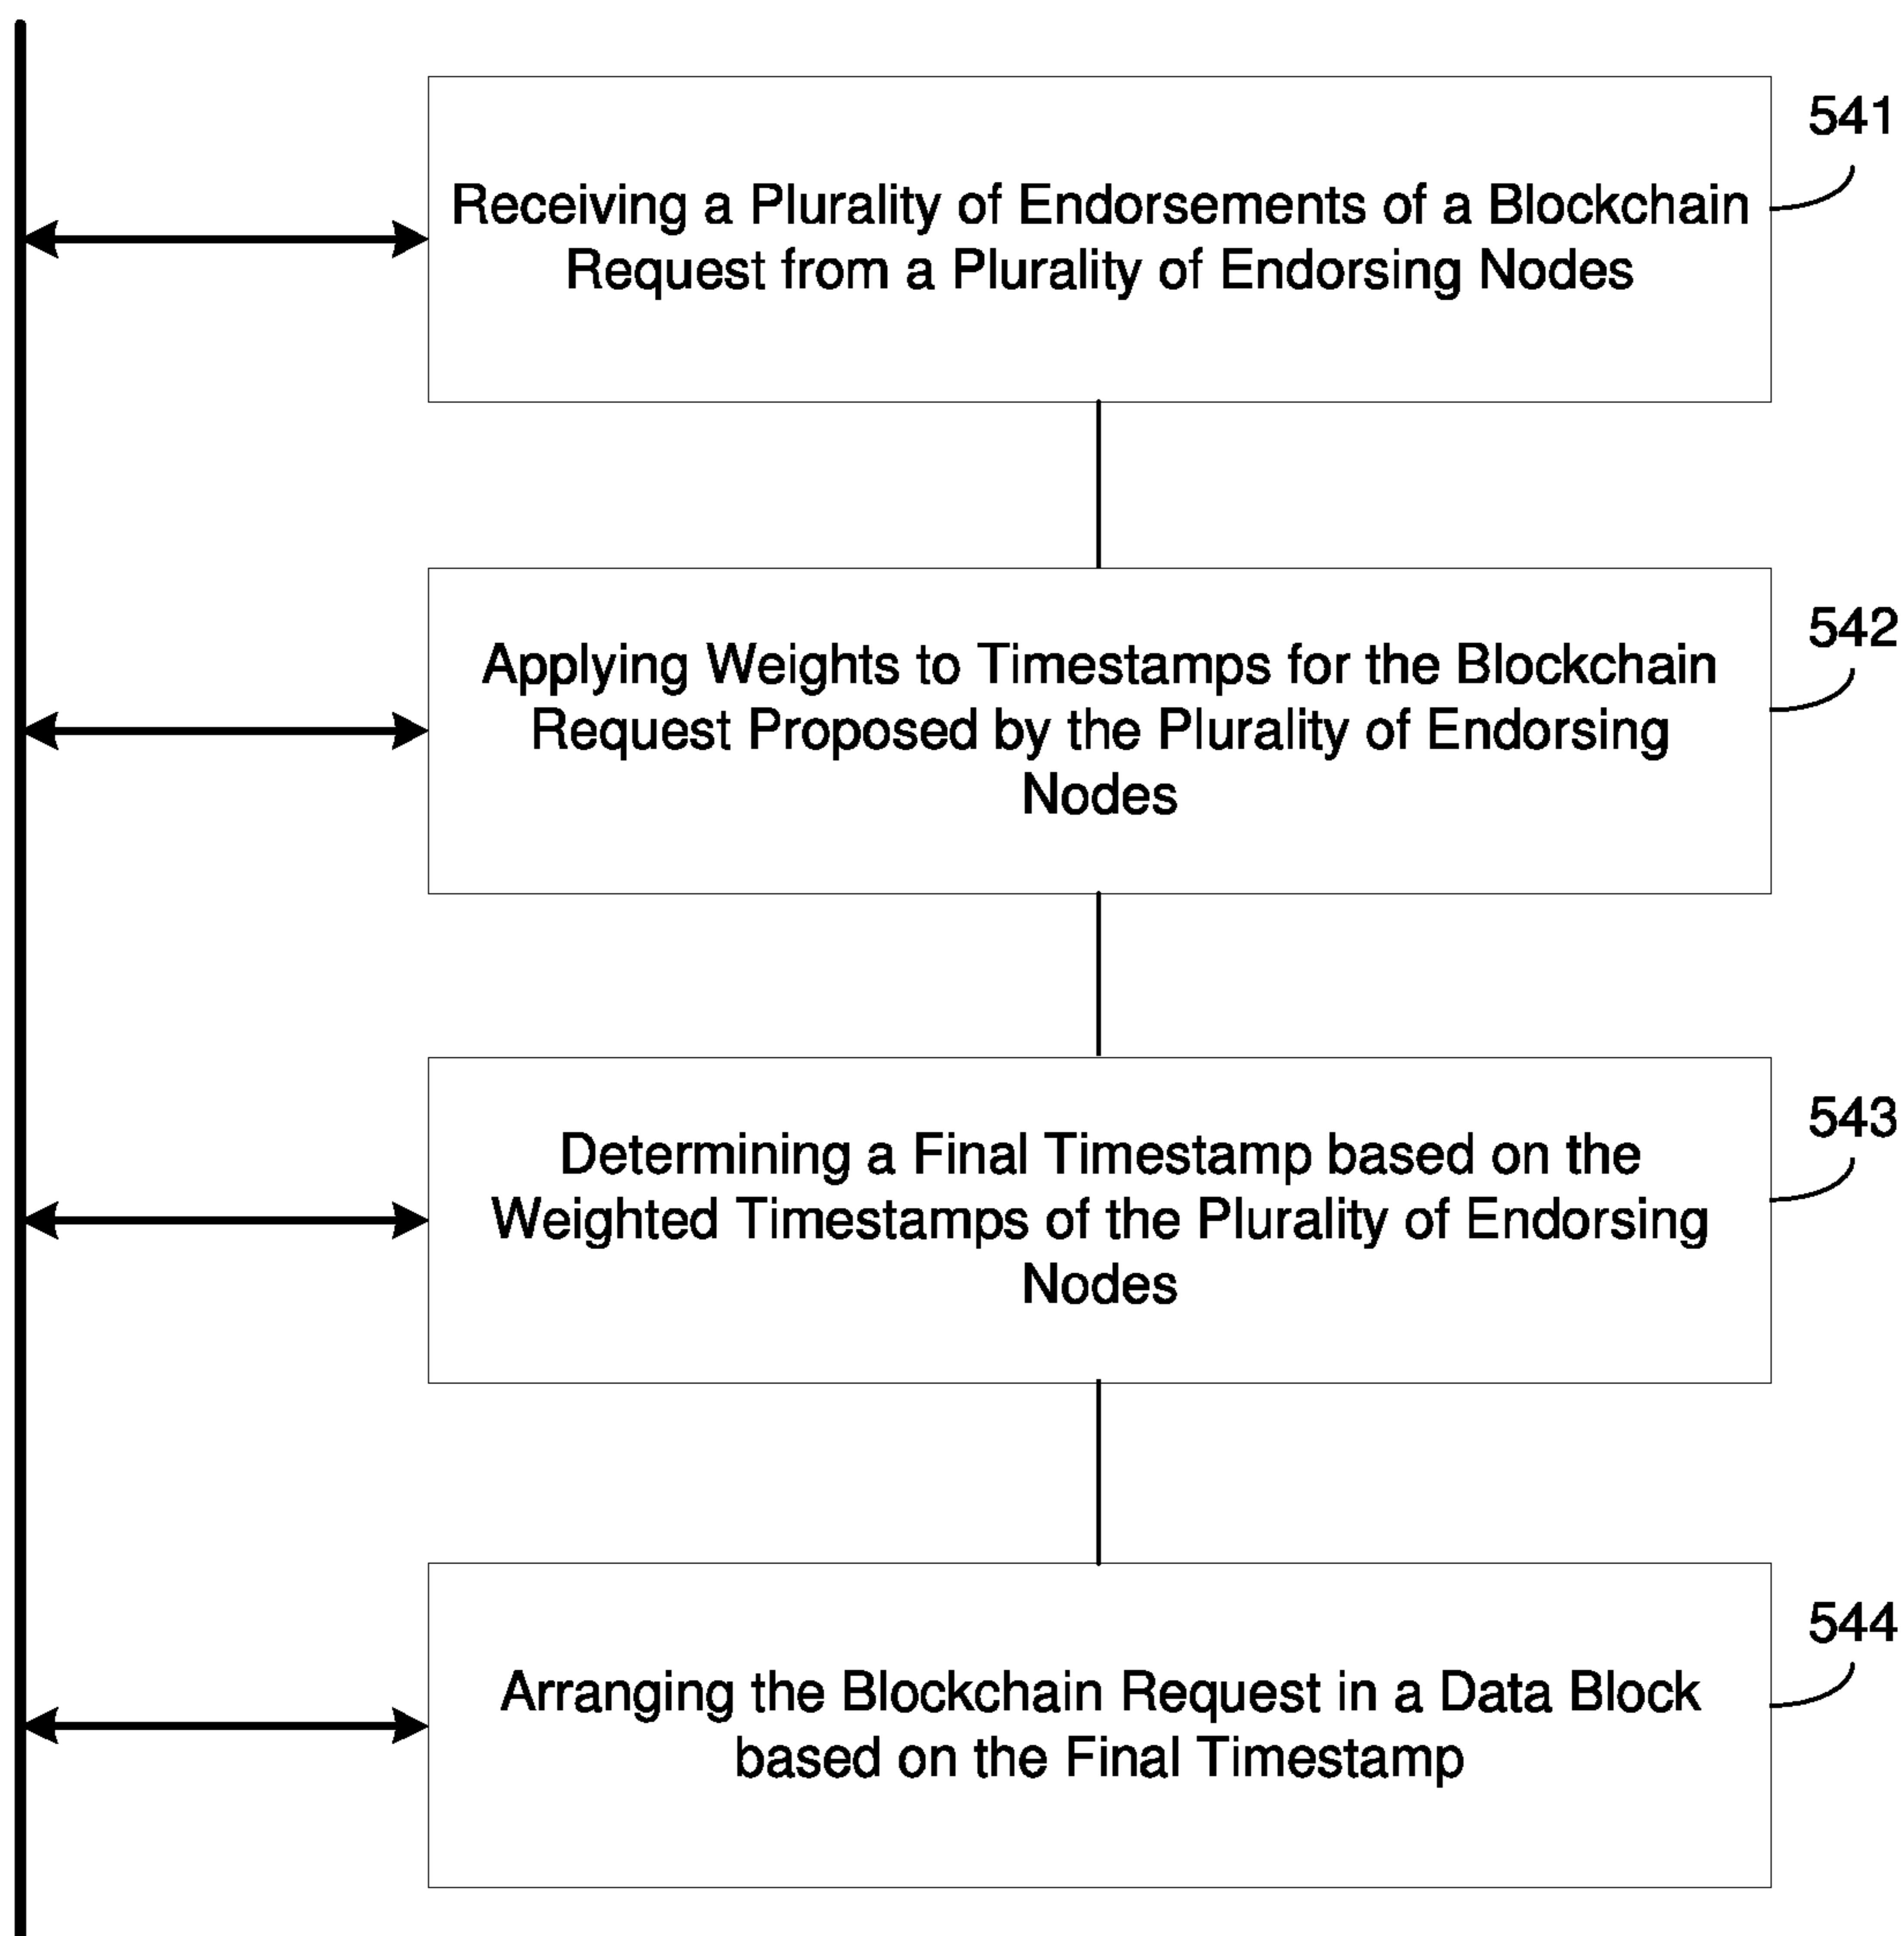 541
Receiving a Plurality of Endorsements of a Blockchain
Request from a Plurality of Endorsing Nodes
542
Applying Weights to Timestamps for the Blockchain
Request Proposed by the Plurality of Endorsing
Nodes
543
Determining a Final Timestamp based on the
Weighted Timestamps of the Plurality of Endorsing
Nodes
544
Arranging the Blockchain Request in a Data Block
based on the Final Timestamp